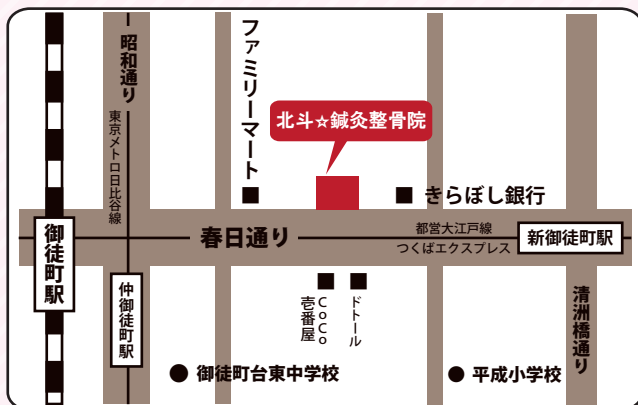 昭和通り
東京メトロ日比谷線
ファミリーマート
北斗☆鍼灸整骨院
きらぼし銀行
御徒町駅
春日通り
都営大江戸線
つくばエクスプレス
新御徒町駅
仲御徒町駅
CoCo
壱番屋
ドトール
清洲橋通り
御徒町台東中学校
平成小学校